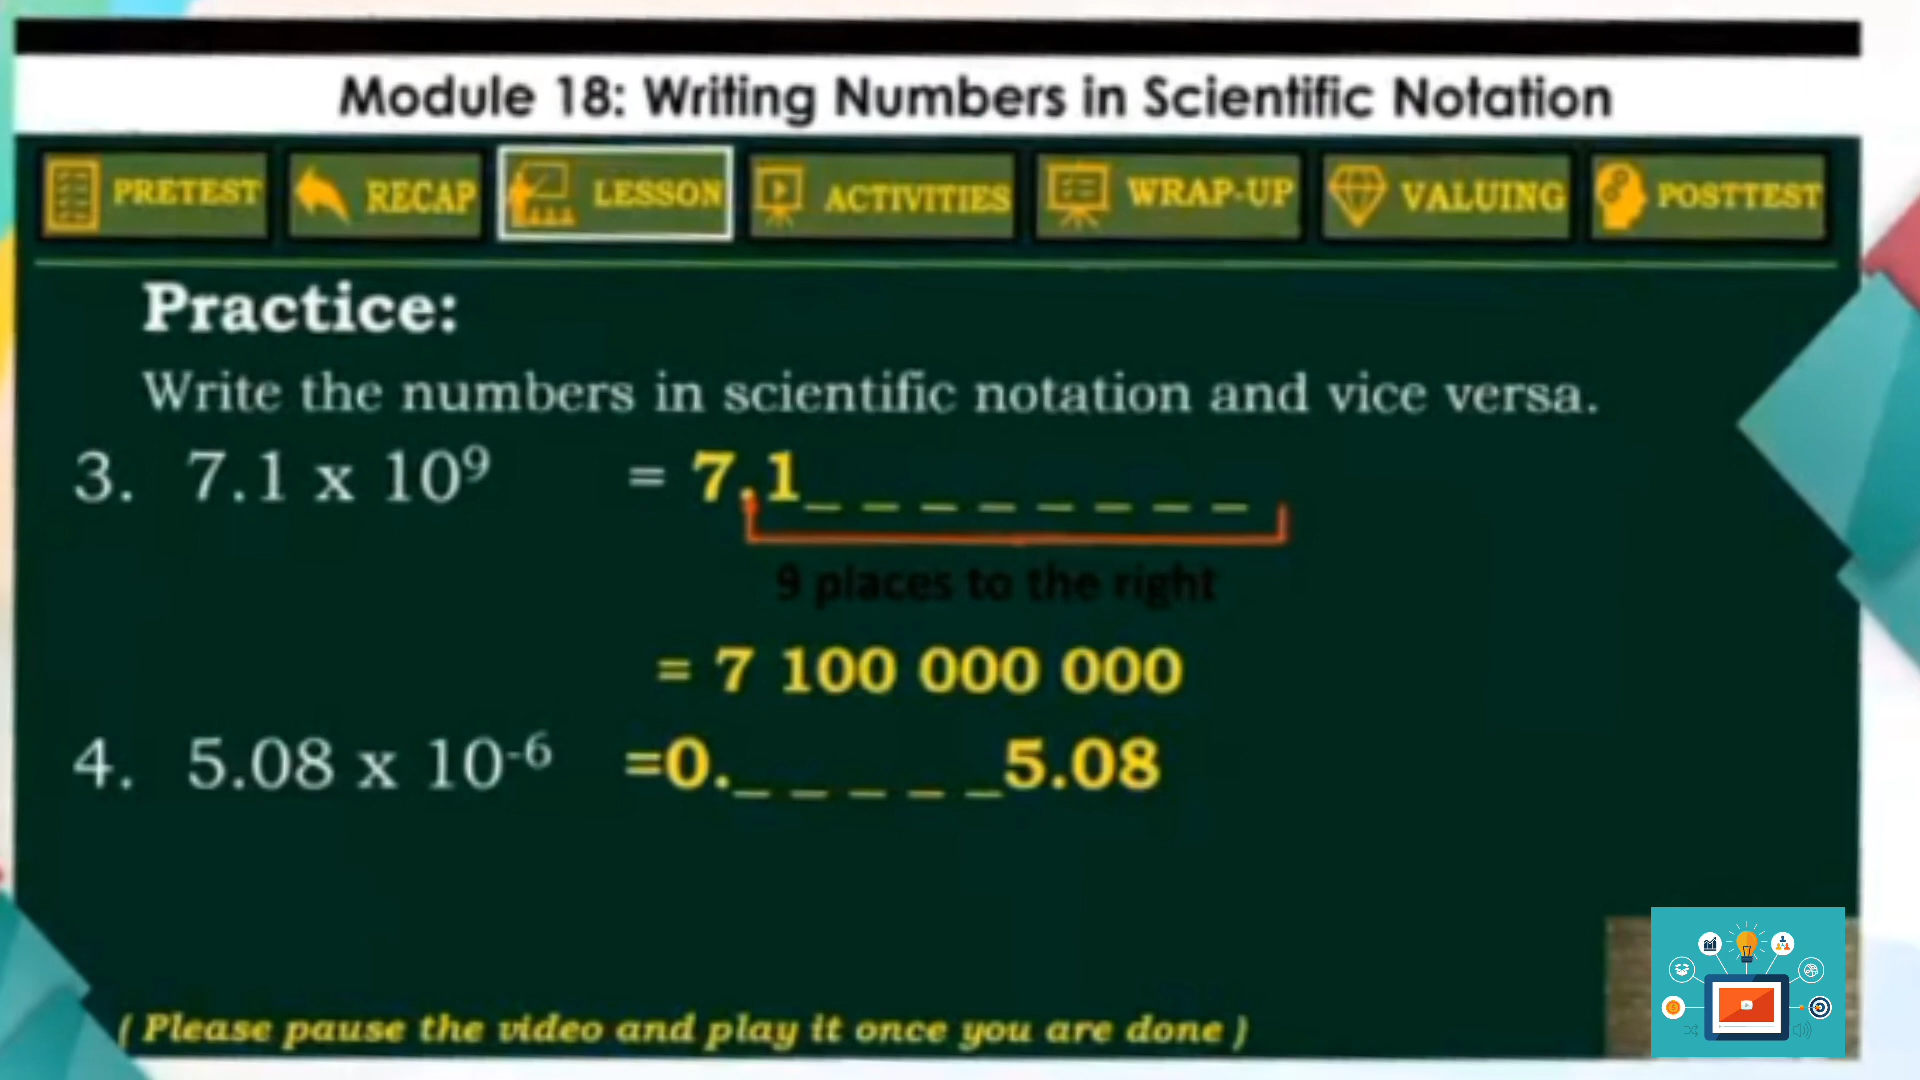 Module 18: Writing Numbers in Scientific Notation
PRETEST RECAP LESSON ACTIVITIES WRAP-UP VALUING POSTTEST
Practice:
Write the numbers in scientific notation and vice versa.
3. 7.1 x 10⁹ = 7.1_ _ _ _ _ _ _ _
9 places to the right
= 7 100 000 000
4. 5.08 x 10⁻⁶ =0._ _ _ _ _5.08
( Please pause the video and play it once you are done )